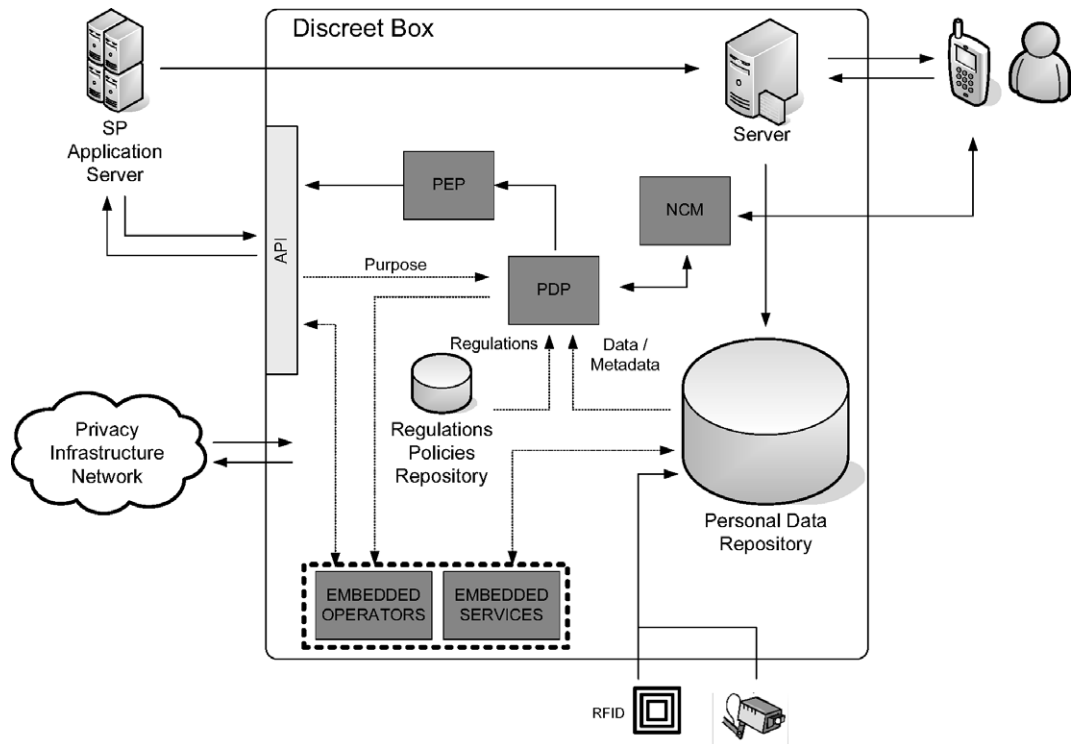 Discreet Box
SP
Application
Server
Server
PEP
NCM
API
Purpose
PDP
Regulations
Data /
Metadata
Regulations
Policies
Repository
Privacy
Infrastructure
Network
Personal Data
Repository
EMBEDDED
OPERATORS
EMBEDDED
SERVICES
RFID